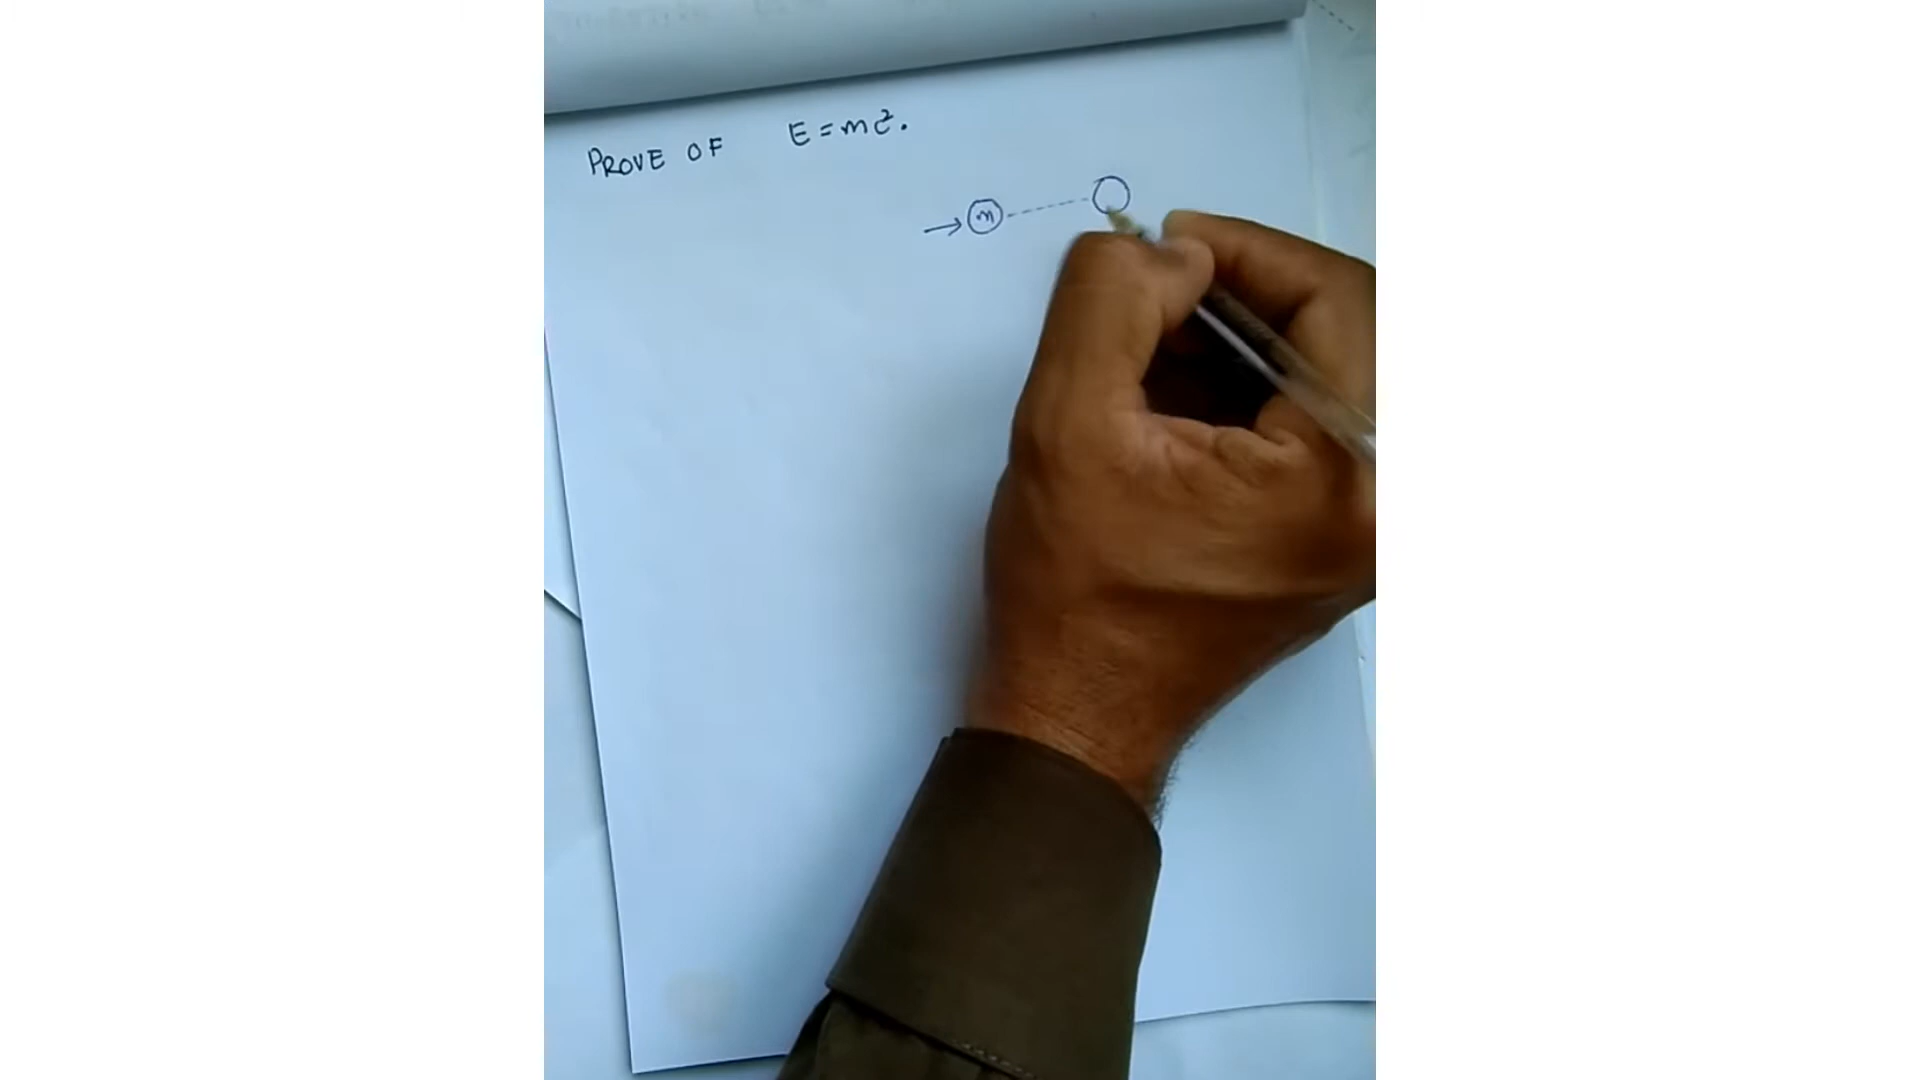 PROVE OF E = mc².
m